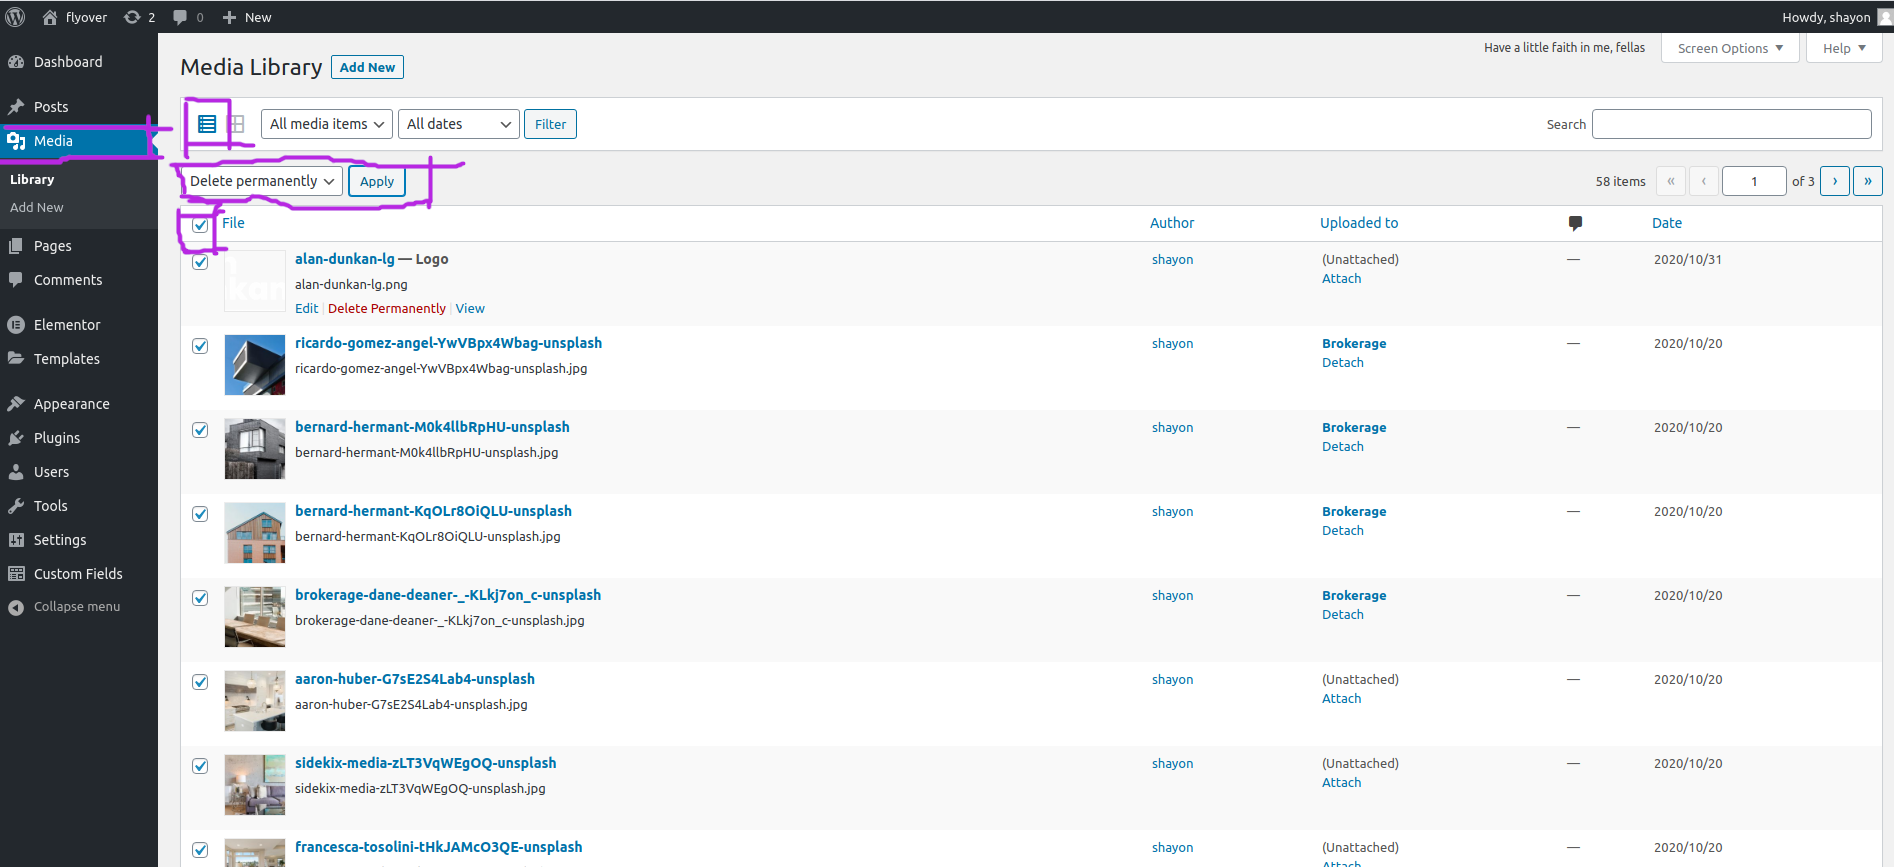 flyover 2 0 New Howdy, shayon
Dashboard
Posts
Media
Library
Add New
Pages
Comments
Elementor
Templates
Appearance
Plugins
Users
Tools
Settings
Custom Fields
Collapse menu
Have a little faith in me, fellas Screen Options Help
Media Library Add New
All media items All dates Filter Search
Delete permanently Apply 58 items « ‹ 1 of 3 › »
File Author Uploaded to Date
alan-dunkan-lg — Logo shayon (Unattached) — 2020/10/31
alan-dunkan-lg.png Attach
Edit | Delete Permanently | View
ricardo-gomez-angel-YwVBpx4Wbag-unsplash shayon Brokerage — 2020/10/20
ricardo-gomez-angel-YwVBpx4Wbag-unsplash.jpg Detach
bernard-hermant-M0k4llbRpHU-unsplash shayon Brokerage — 2020/10/20
bernard-hermant-M0k4llbRpHU-unsplash.jpg Detach
bernard-hermant-KqOLr8OiQLU-unsplash shayon Brokerage — 2020/10/20
bernard-hermant-KqOLr8OiQLU-unsplash.jpg Detach
brokerage-dane-deaner-_-KLkj7on_c-unsplash shayon Brokerage — 2020/10/20
brokerage-dane-deaner-_-KLkj7on_c-unsplash.jpg Detach
aaron-huber-G7sE2S4Lab4-unsplash shayon (Unattached) — 2020/10/20
aaron-huber-G7sE2S4Lab4-unsplash.jpg Attach
sidekix-media-zLT3VqWEgOQ-unsplash shayon (Unattached) — 2020/10/20
sidekix-media-zLT3VqWEgOQ-unsplash.jpg Attach
francesca-tosolini-tHkJAMcO3QE-unsplash shayon (Unattached) — 2020/10/20
Attach